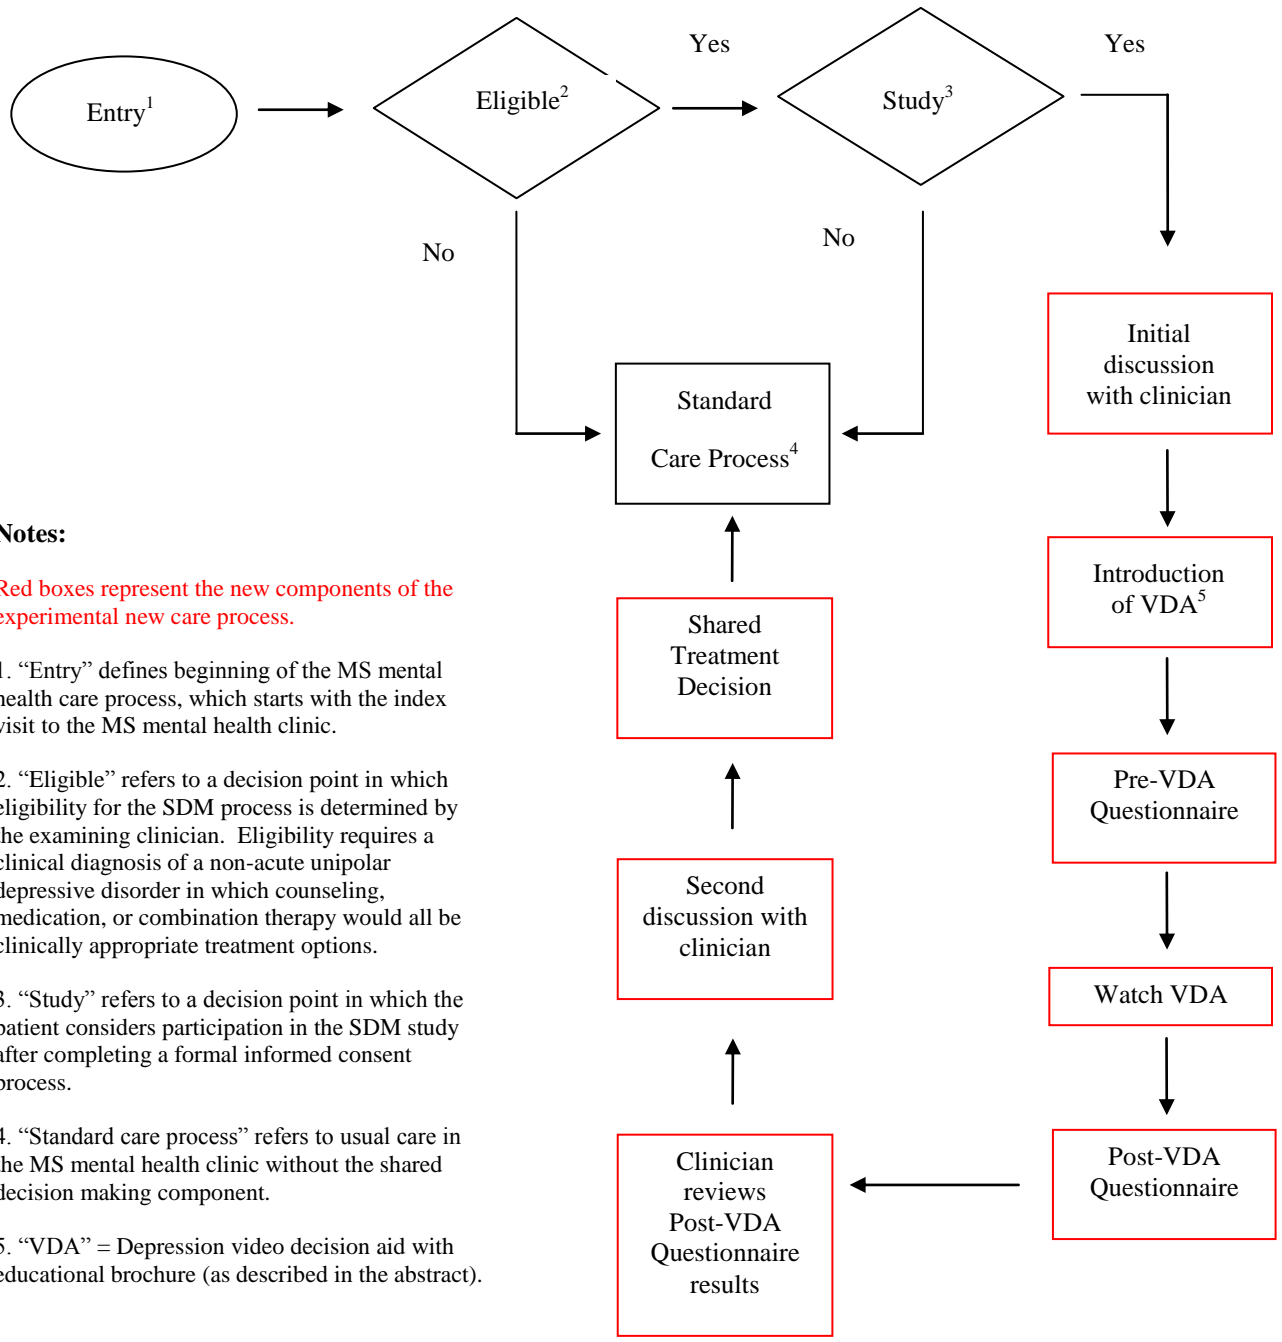 Yes
Yes
Entry¹
Eligible²
Study³
No
No
Initial
discussion
with clinician
Standard
Care Process⁴
Introduction
of VDA⁵
Shared
Treatment
Decision
Pre-VDA
Questionnaire
Second
discussion with
clinician
Watch VDA
Post-VDA
Questionnaire
Clinician
reviews
Post-VDA
Questionnaire
results
Notes:
Red boxes represent the new components of the
experimental new care process.
1. “Entry” defines beginning of the MS mental
health care process, which starts with the index
visit to the MS mental health clinic.
2. “Eligible” refers to a decision point in which
eligibility for the SDM process is determined by
the examining clinician.  Eligibility requires a
clinical diagnosis of a non-acute unipolar
depressive disorder in which counseling,
medication, or combination therapy would all be
clinically appropriate treatment options.
3. “Study” refers to a decision point in which the
patient considers participation in the SDM study
after completing a formal informed consent
process.
4. “Standard care process” refers to usual care in
the MS mental health clinic without the shared
decision making component.
5. “VDA” = Depression video decision aid with
educational brochure (as described in the abstract).